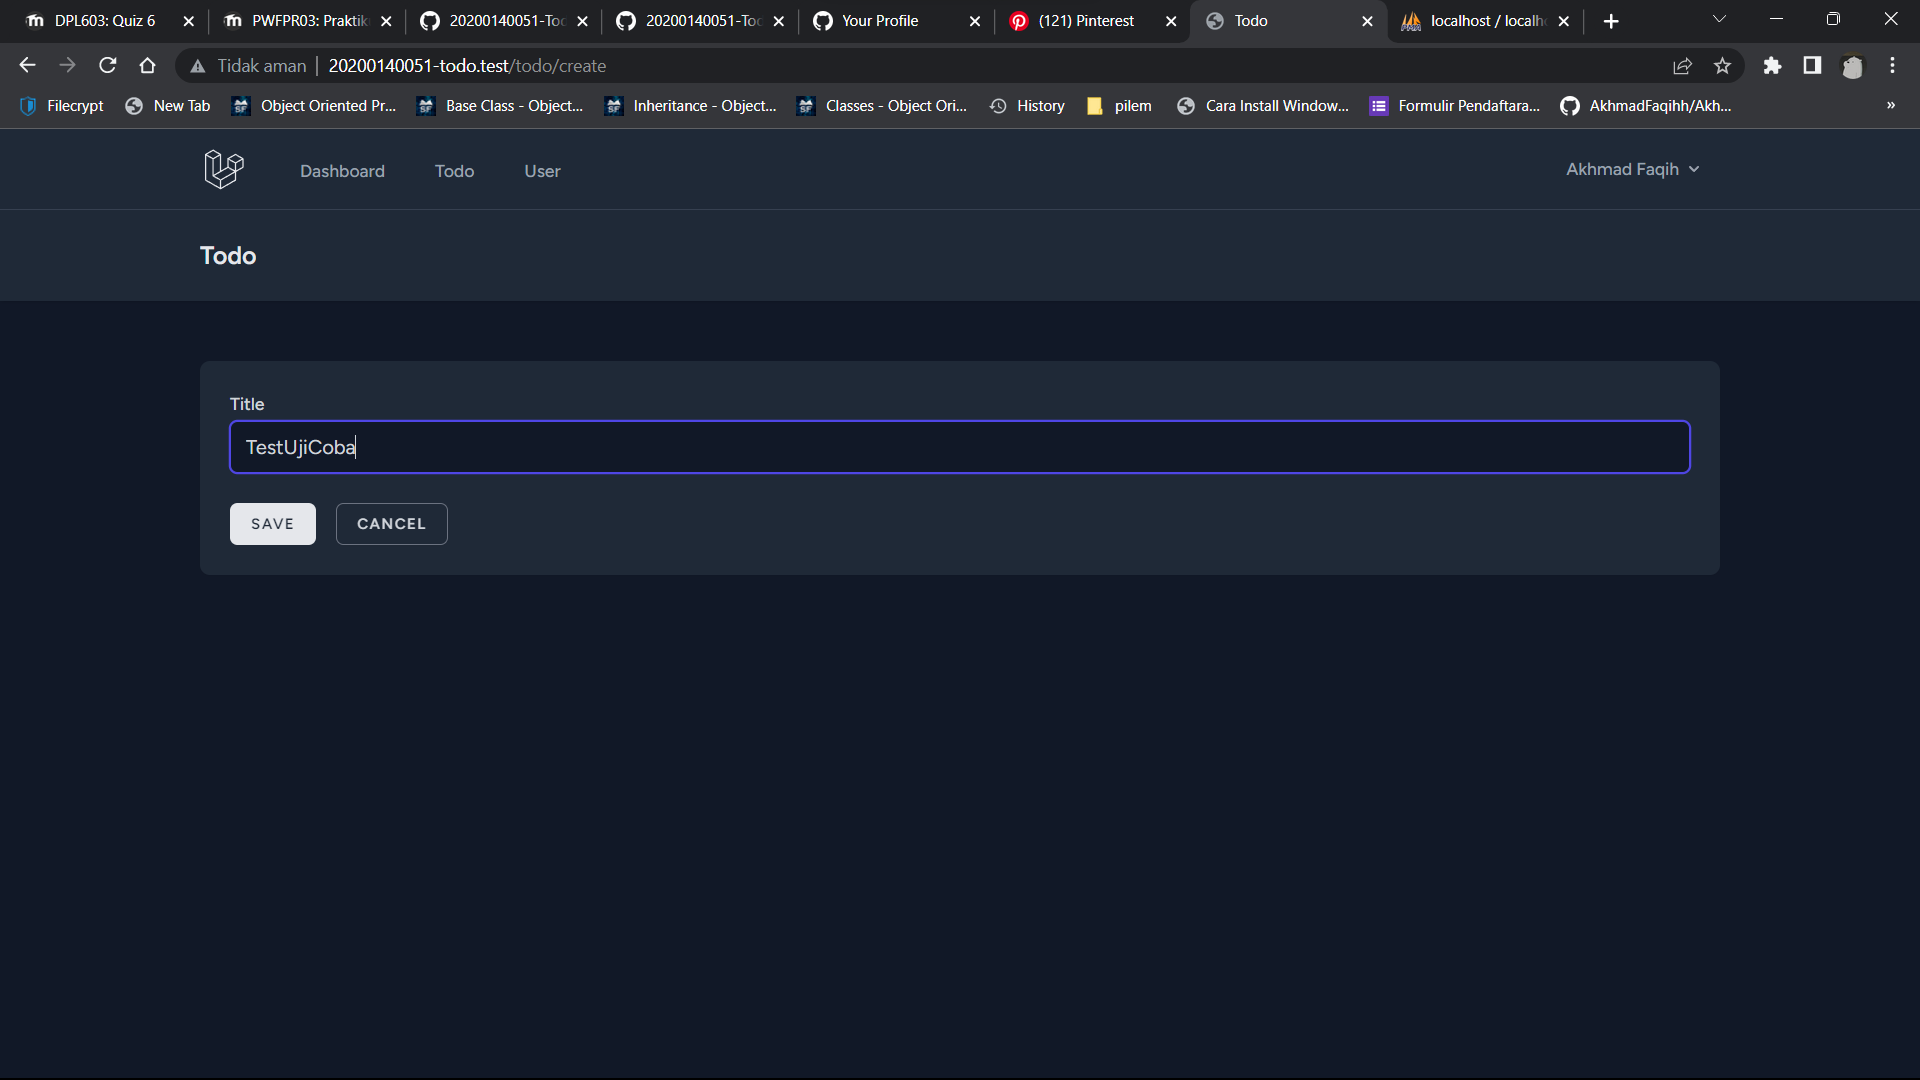 DPL603: Quiz 6
PWFPR03: Praktik
20200140051-Tod
20200140051-Tod
Your Profile
(121) Pinterest
Todo
localhost / localh
Tidak aman | 20200140051-todo.test/todo/create
Filecrypt
New Tab
Object Oriented Pr...
Base Class - Object...
Inheritance - Object...
Classes - Object Ori...
History
pilem
Cara Install Window...
Formulir Pendaftara...
AkhmadFaqihh/Akh...
»
Dashboard
Todo
User
Akhmad Faqih
Todo
Title
TestUjiCoba
SAVE
CANCEL